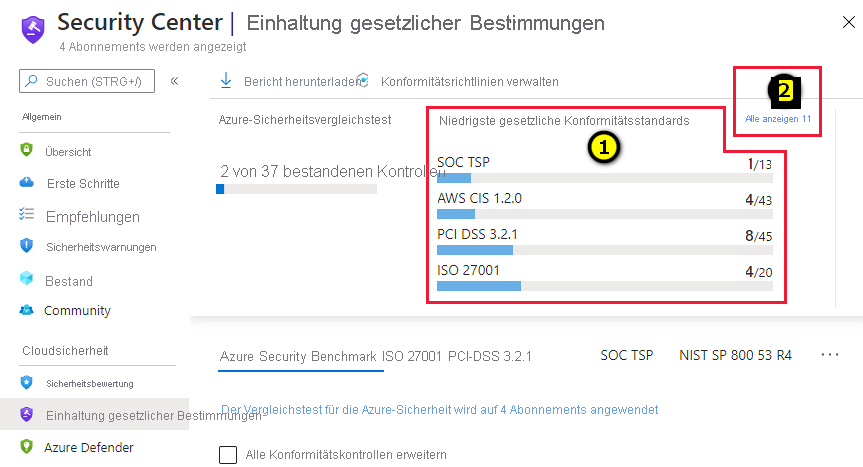 Security Center | Einhaltung gesetzlicher Bestimmungen
4 Abonnements werden angezeigt
Suchen (STRG+/)
«
Allgemein
Übersicht
Erste Schritte
Empfehlungen
Sicherheitswarnungen
Bestand
Community
Cloudsicherheit
Sicherheitsbewertung
Einhaltung gesetzlicher Bestimmungen
Azure Defender
Bericht herunterladen
Konformitätsrichtlinien verwalten
Azure-Sicherheitsvergleichstest
2 von 37 bestandenen Kontrollen
Niedrigste gesetzliche Konformitätsstandards
1
SOC TSP 1/13
AWS CIS 1.2.0 4/43
PCI DSS 3.2.1 8/45
ISO 27001 4/20
2
Alle anzeigen 11
Azure Security Benchmark ISO 27001 PCI-DSS 3.2.1 SOC TSP NIST SP 800 53 R4 ...
Der Vergleichstest für die Azure-Sicherheit wird auf 4 Abonnements angewendet
Alle Konformitätskontrollen erweitern